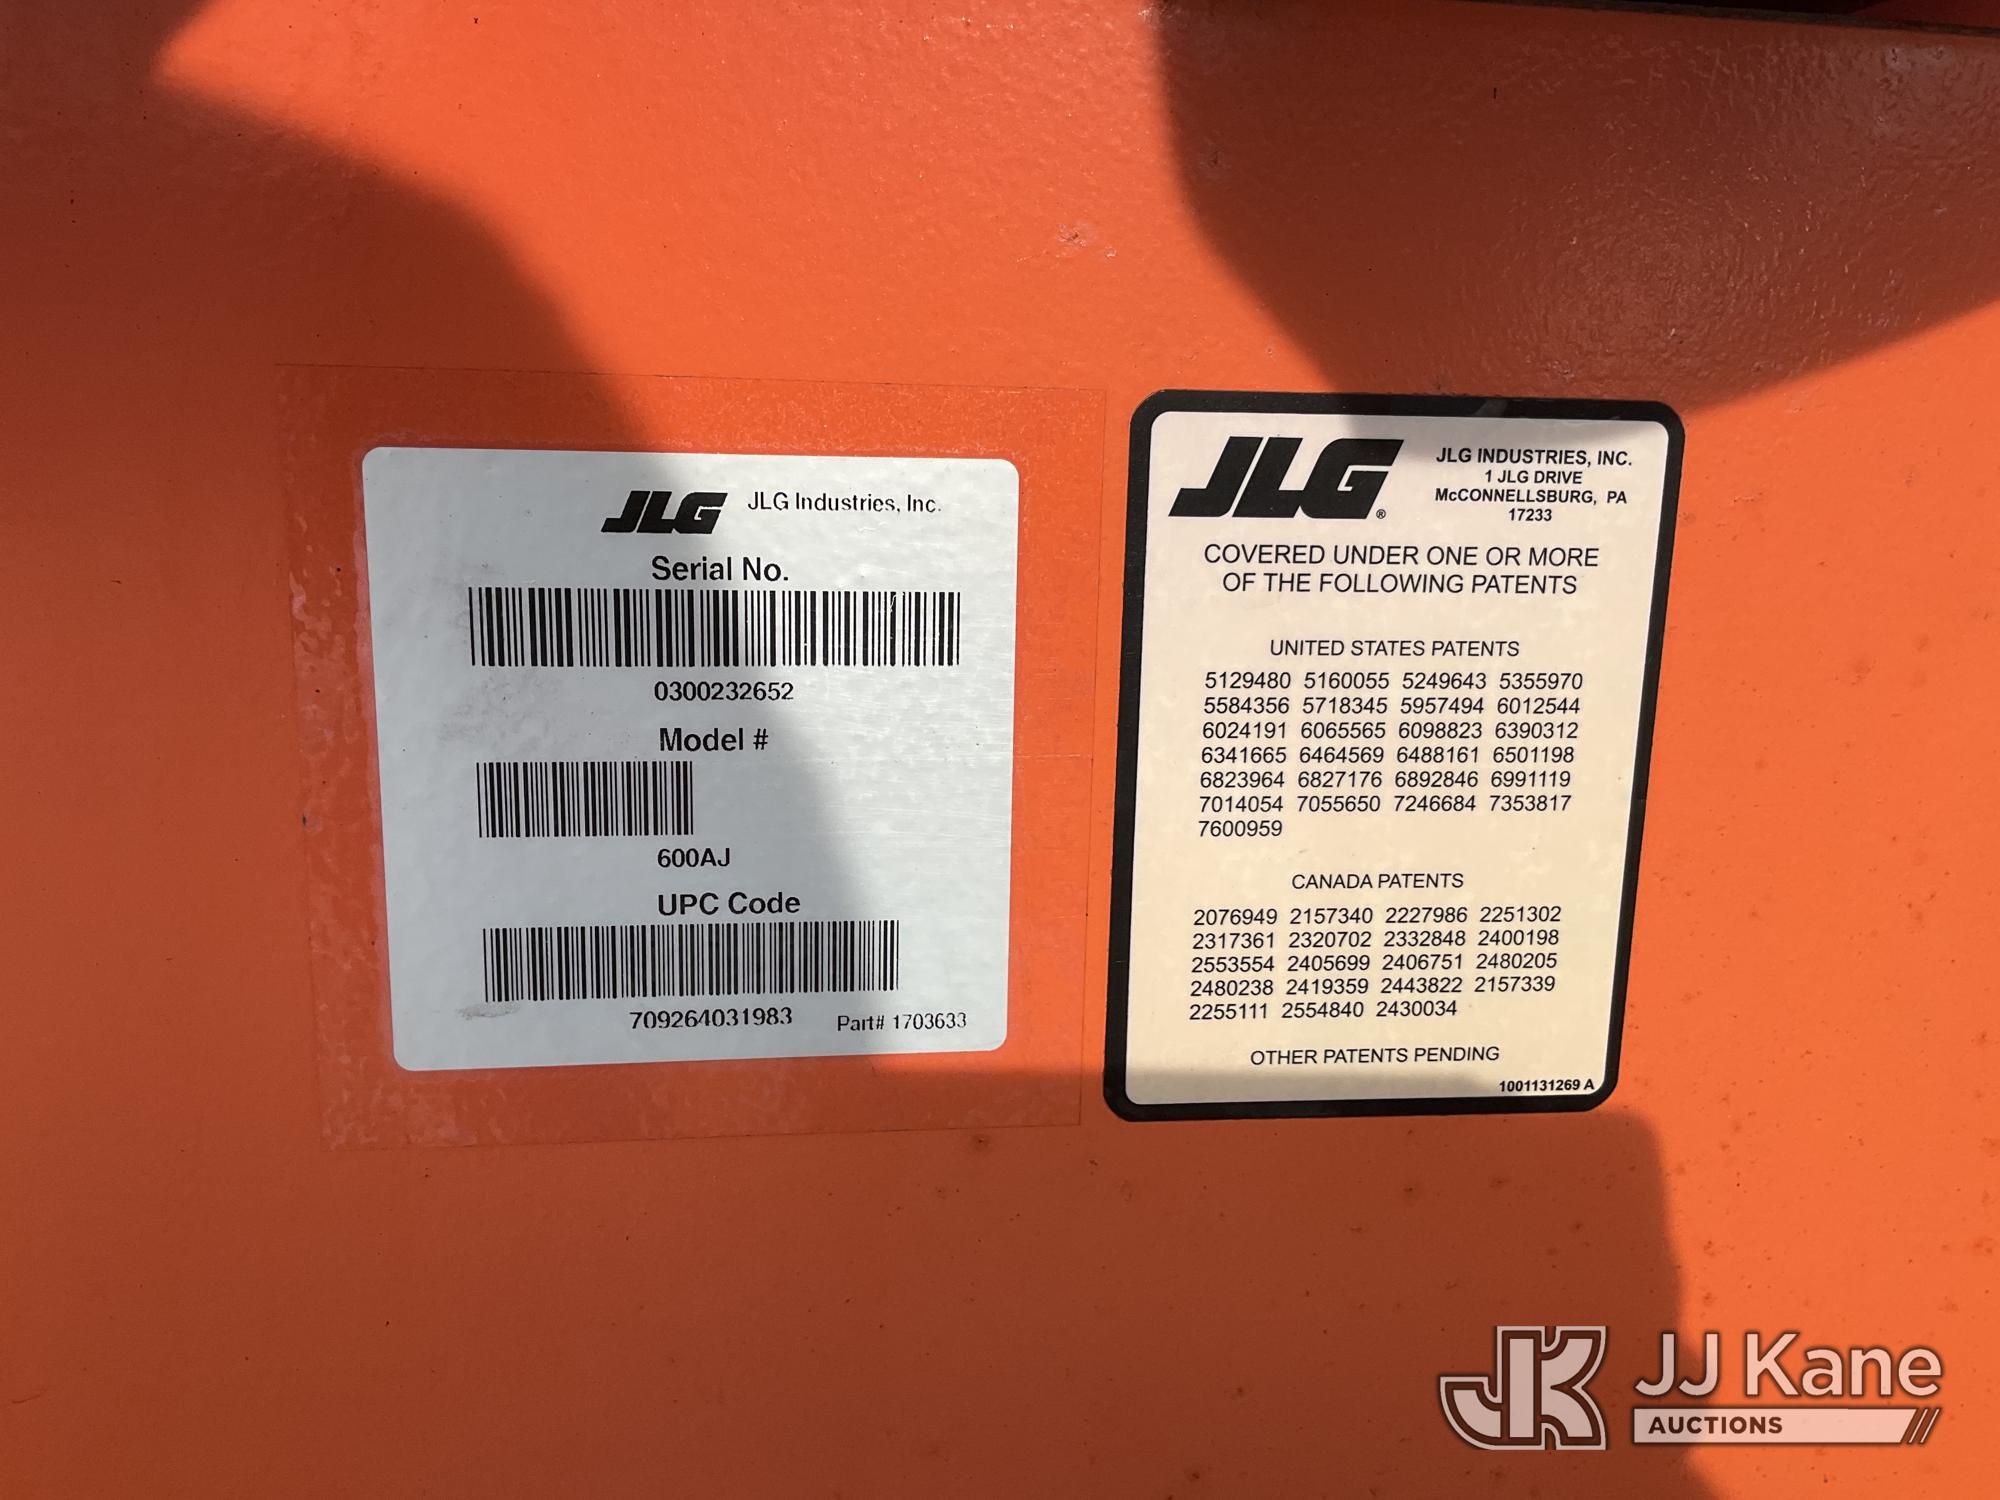 JLG JLG Industries, Inc.
Serial No.
0300232652
Model #
600AJ
UPC Code
709264031983
Part# 1703633
JLG® JLG INDUSTRIES, INC.
1 JLG DRIVE
McCONNELLSBURG, PA
17233
COVERED UNDER ONE OR MORE
OF THE FOLLOWING PATENTS
UNITED STATES PATENTS
5129480 5160055 5249643 5355970
5584356 5718345 5957494 6012544
6024191 6065565 6098823 6390312
6341665 6464569 6488161 6501198
6823964 6827176 6892846 6991119
7014054 7055650 7246684 7353817
7600959
CANADA PATENTS
2076949 2157340 2227986 2251302
2317361 2320702 2332848 2400198
2553554 2405699 2406751 2480205
2480238 2419359 2443822 2157339
2255111 2554840 2430034
OTHER PATENTS PENDING
1001131269 A
JK JJ Kane
AUCTIONS